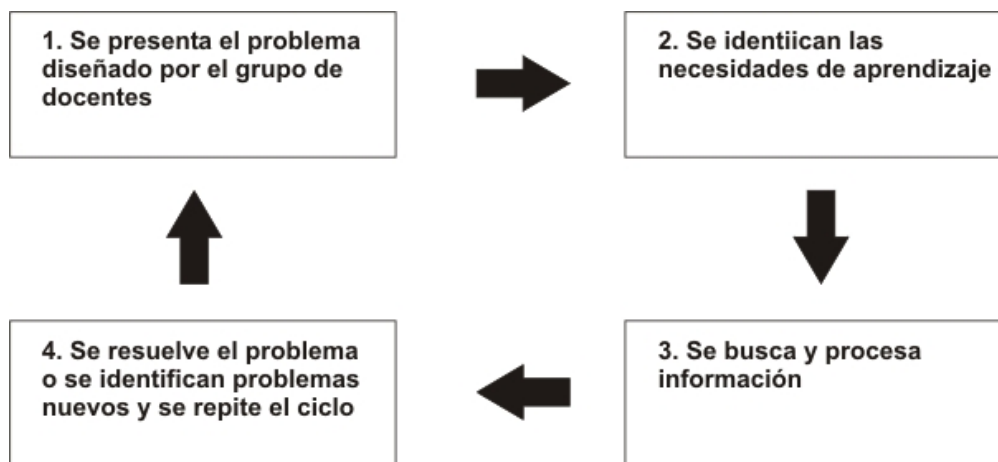 1. Se presenta el problema
diseñado por el grupo de
docentes
2. Se identiican las
necesidades de aprendizaje
3. Se busca y procesa
información
4. Se resuelve el problema
o se identifican problemas
nuevos y se repite el ciclo